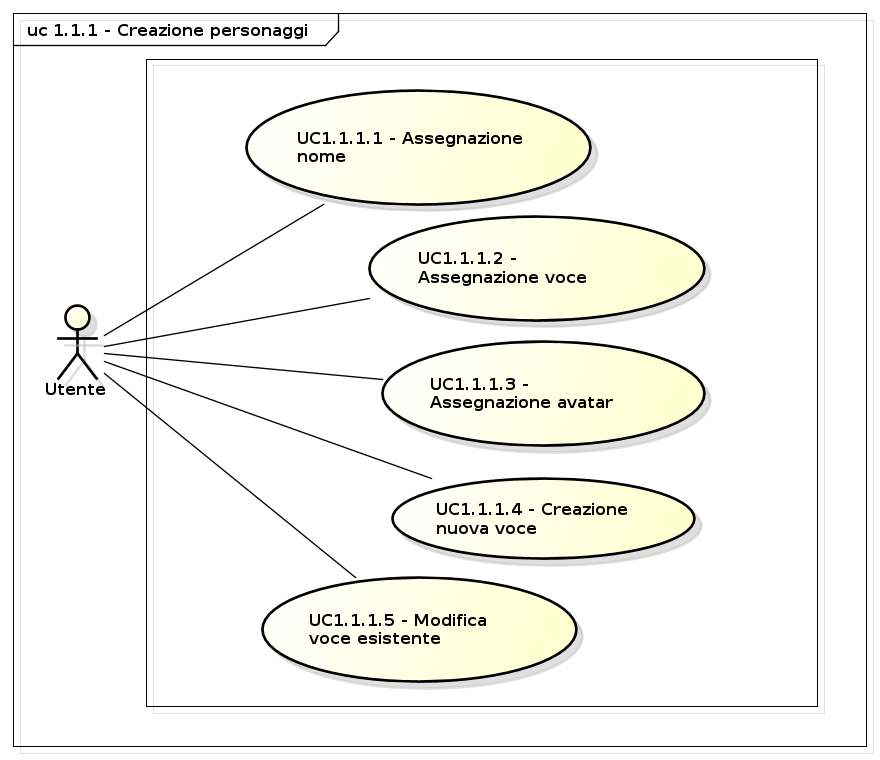 uc 1.1.1 - Creazione personaggi
UC1.1.1.1 - Assegnazione
nome
UC1.1.1.2 -
Assegnazione voce
UC1.1.1.3 -
Assegnazione avatar
Utente
UC1.1.1.4 - Creazione
nuova voce
UC1.1.1.5 - Modifica
voce esistente